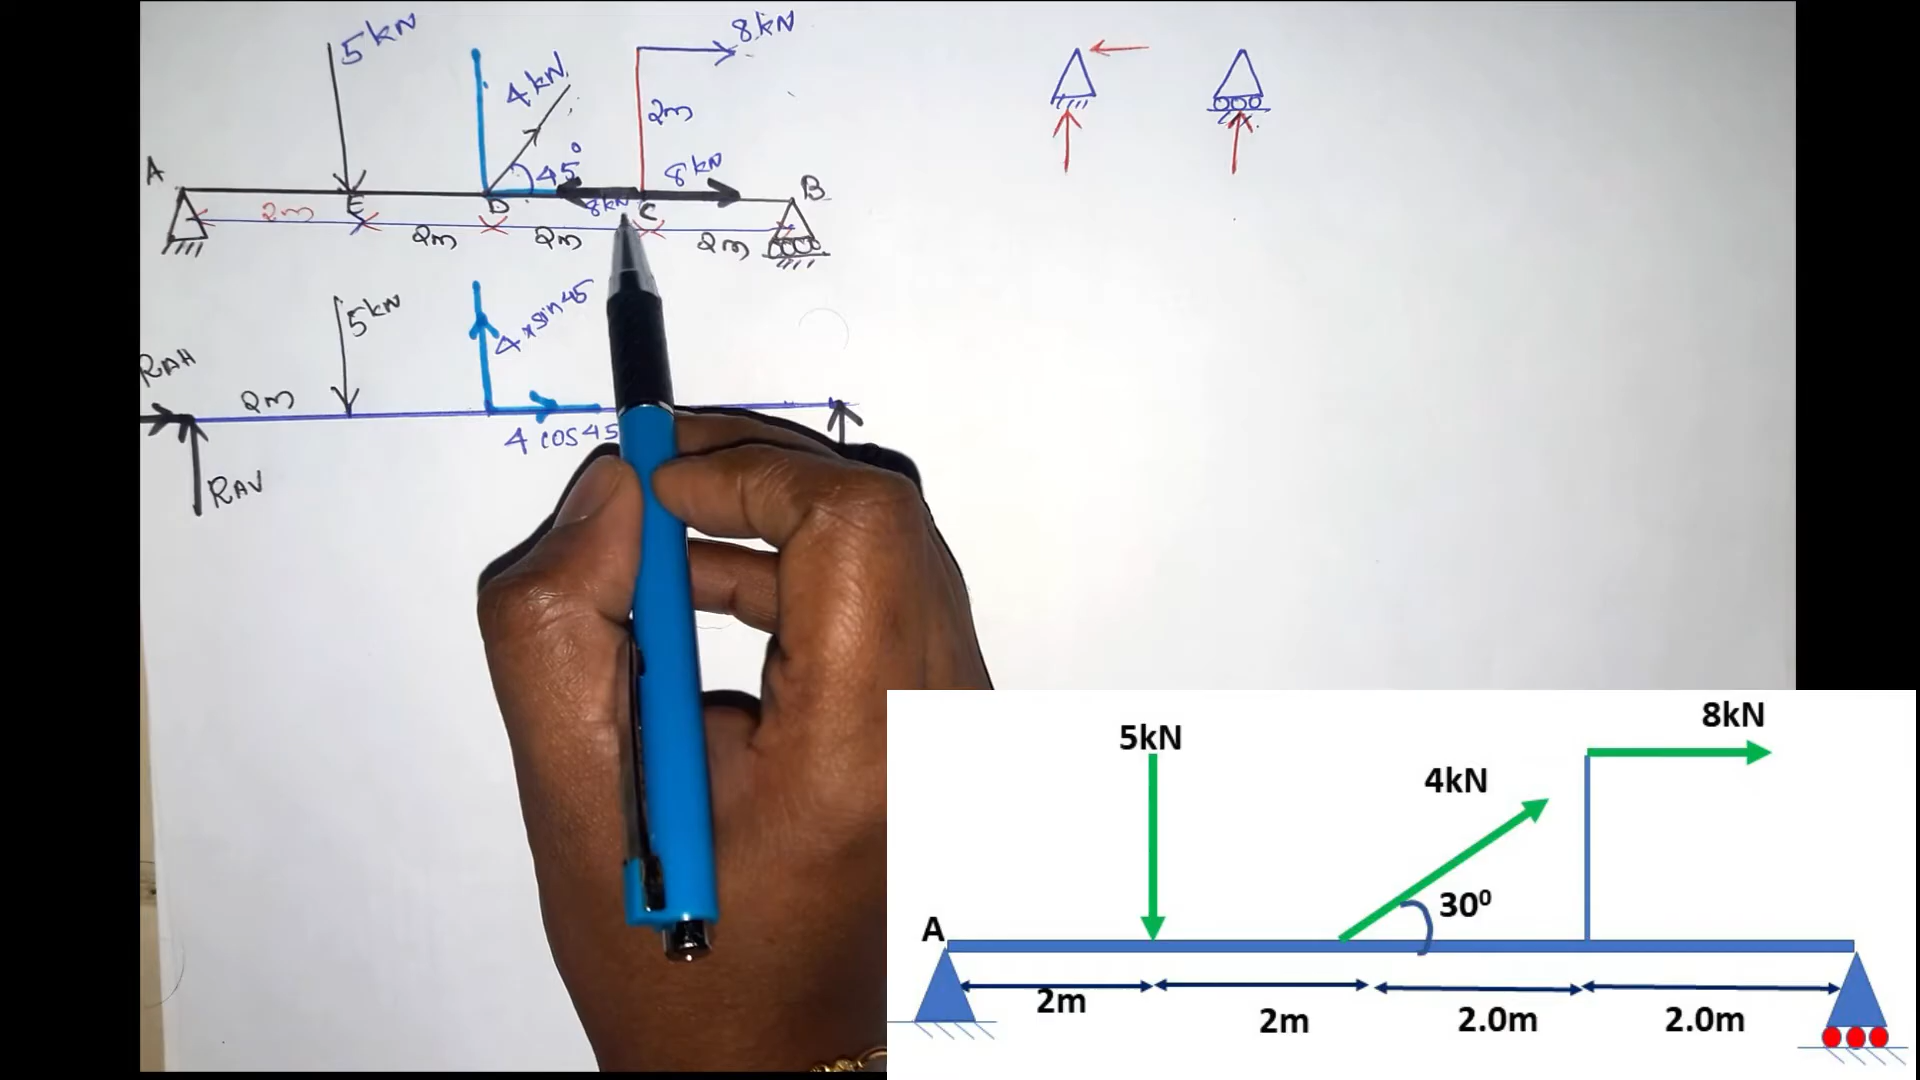 5kN
8kN
4kN
2m
45°
8kN
A
B
E
D
8kN
C
2m
2m
2m
2m
5kN
4×sin45
RAH
2m
4 cos45
RAV
8kN
5kN
4kN
30⁰
A
2m
2m
2.0m
2.0m